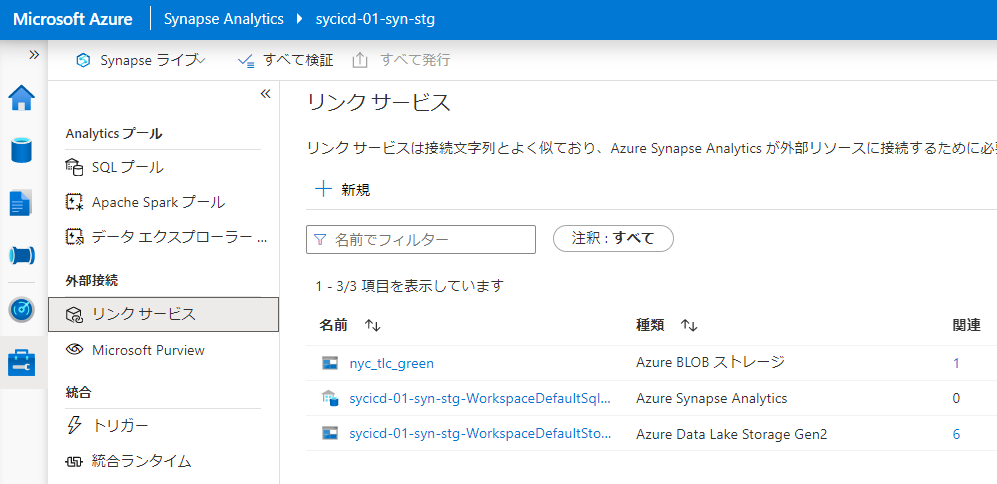 Microsoft Azure Synapse Analytics sycicd-01-syn-stg
Synapse ライブ すべて検証 すべて発行
Analytics プール
SQL プール
Apache Spark プール
データ エクスプローラー ...
外部接続
リンク サービス
Microsoft Purview
統合
トリガー
統合ランタイム
リンク サービス
リンク サービスは接続文字列とよく似ており、Azure Synapse Analytics が外部リソースに接続するために必
新規
名前でフィルター 注釈 : すべて
1 - 3/3 項目を表示しています
名前 種類 関連
nyc_tlc_green Azure BLOB ストレージ 1
sycicd-01-syn-stg-WorkspaceDefaultSql... Azure Synapse Analytics 0
sycicd-01-syn-stg-WorkspaceDefaultSto... Azure Data Lake Storage Gen2 6